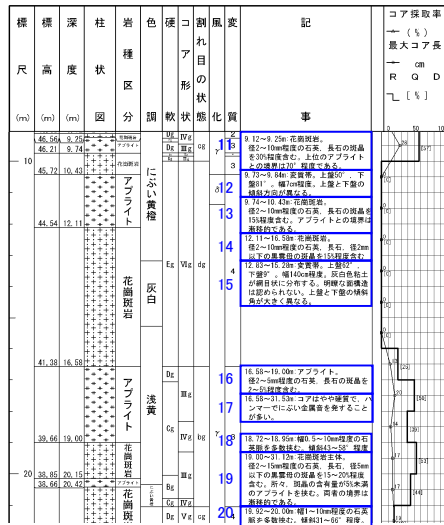 標 標 深 柱 岩 色 硬 コ 割 風 変 記 コア採取率
尺 高 度 状 種 ア れ (%)
区 形 目 最大コア長
の cm
図 分 調 軟 状 状 化 質 事 R Q D
態 [%]
(m) (m) (m)
46.56 9.25 花崗斑岩 Dg Ⅳg 2
46.21 9.74 アプライト Ⅲg cg γ 3
10
45.72 10.43 花崗斑岩 3
アプライト
44.54 12.11
花崗斑岩
41.38 16.58
アプライト
39.66 19.00
花崗斑岩
20
38.85 20.15
38.66 20.42 アプライト
にぶい黄橙
灰白
浅黄
Eg Ⅵg dg 4
Dg
Ⅲg
Cg
Ⅳg bg 3
Bg
Cg Ⅳg
Dg Ⅴg cg 4
11 9.12~9.25m:花崗斑岩。
径2~10mm程度の石英、長石の斑晶
を30%程度含む。上位のアプライト
との境界は70°程度である。
12 9.73~9.84m:変質帯。上盤50°、下
盤81°。幅7cm程度。上盤と下盤の
傾斜方向が異なる。
13 9.74~10.43m:花崗斑岩。
径2~10mm程度の石英、長石の斑晶を
15%程度含む。アプライトとの境界は
漸移的である。
14 12.11~16.58m:花崗斑岩。
径2~10mm程度の石英、長石、径2mm
以下の黒雲母の斑晶を15%程度含む
15 12.83~15.28m:変質帯。上盤62°、
下盤9°。幅140cm程度。灰白色粘土
が網目状に分布する。明瞭な面構造
は認められない。上盤と下盤の傾斜
角が大きく異なる。
16 16.58~19.00m:アプライト。
径2~5mm程度の石英、長石の斑晶を
2~5%程度含む。
17 16.58~31.53m:コアはやや硬質で、ハ
ンマーでにぶい金属音を発すること
が多い。
18 18.72~18.95m:幅0.5~10mm程度の石
英脈を多数挟む。傾斜43~58°程度
19 19.00~31.12m:花崗斑岩主体。
径2~15mm程度の石英、長石、径5mm
以下の黒雲母の斑晶を15~20%程度
含む。所々、斑晶の含有量が5%未満
のアプライトを挟む。両者の境界は
漸移的である。
20 19.92~20.00m:幅1~10mm程度の石
英脈を多数挟む。傾斜31~66°程度。